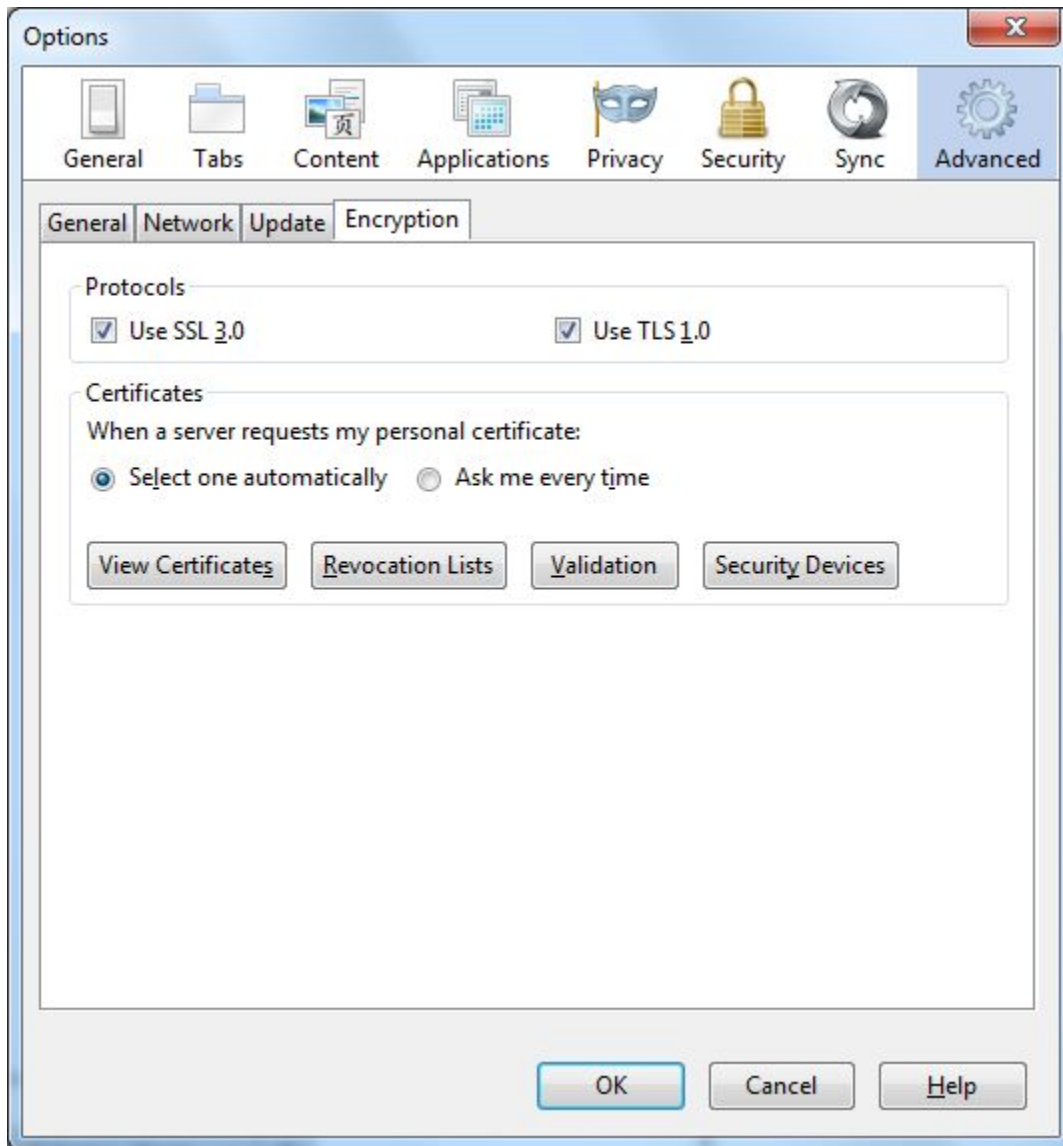 Options
页
General Tabs Content Applications Privacy Security Sync Advanced
General Network Update Encryption
Protocols
Use SSL 3.0 Use TLS 1.0
Certificates
When a server requests my personal certificate:
Select one automatically Ask me every time
View Certificates Revocation Lists Validation Security Devices
OK Cancel Help